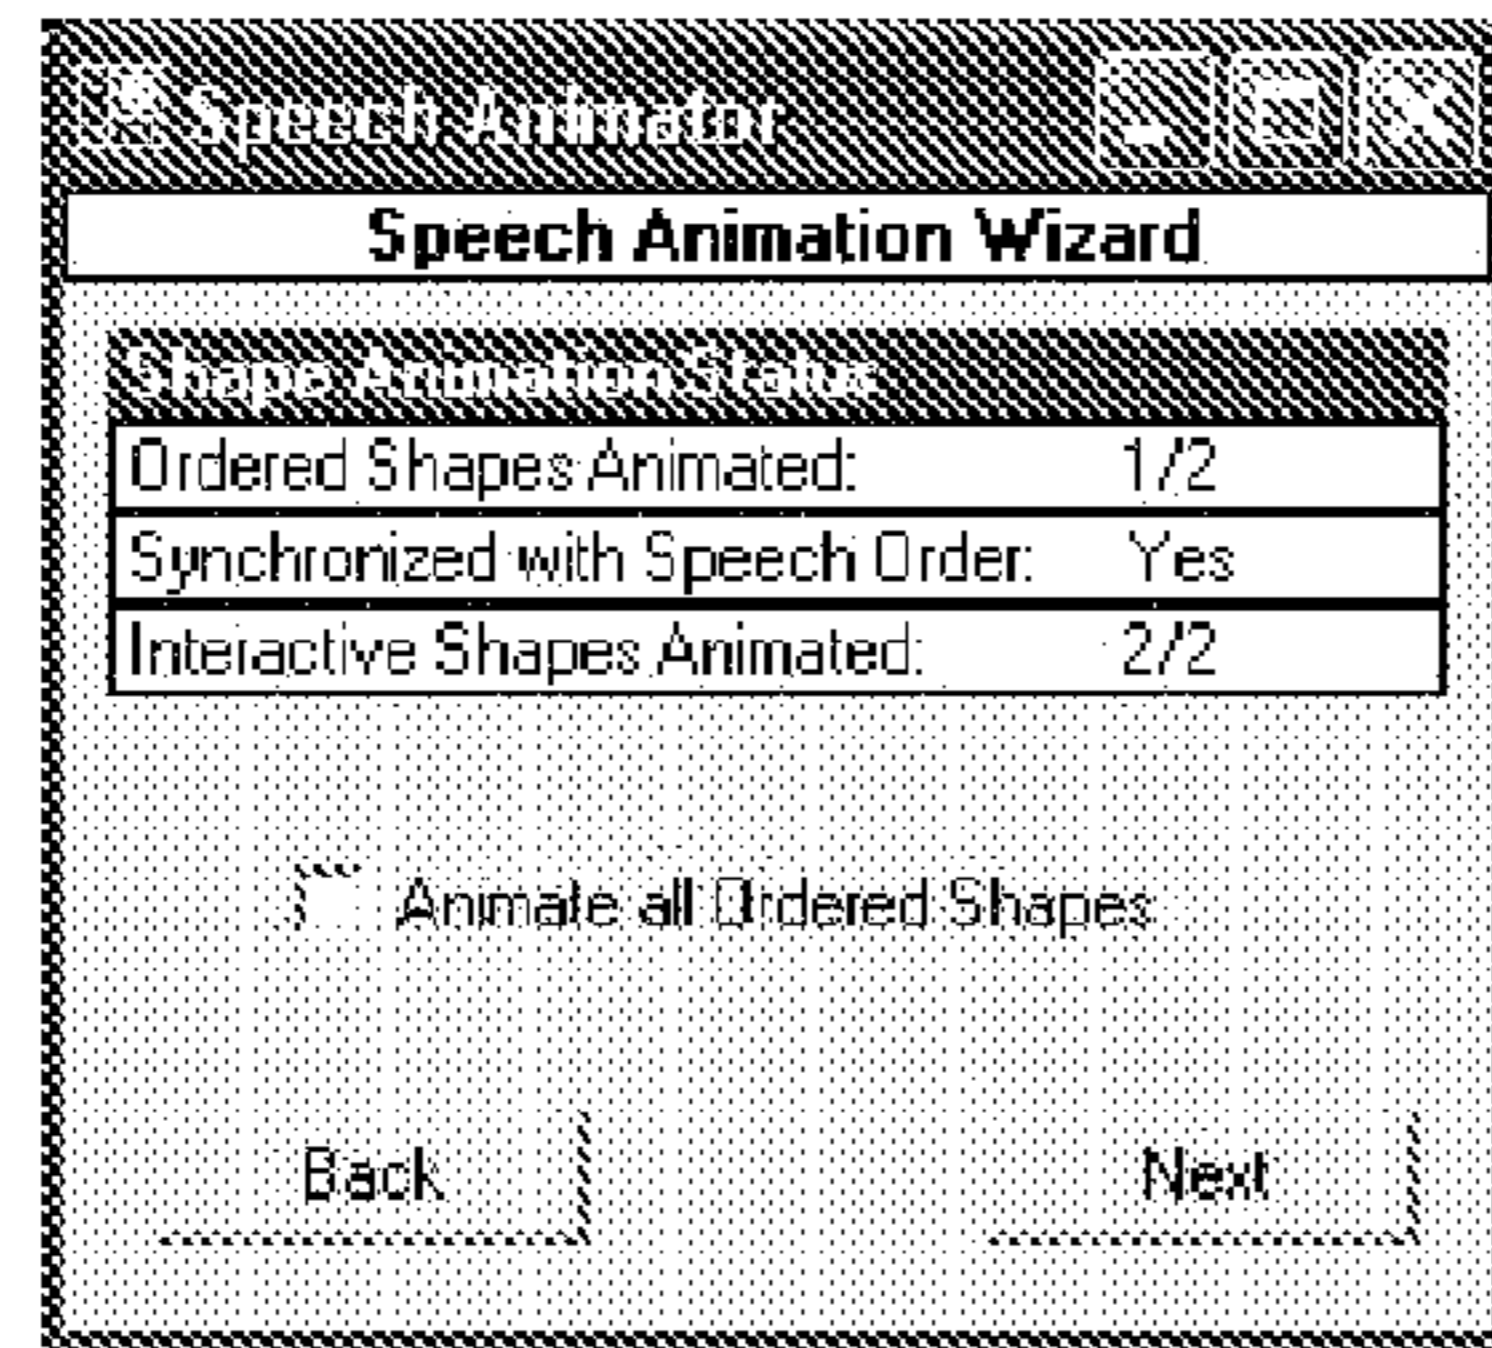 Speech Animator
Speech Animation Wizard
Shape Animation Status
Ordered Shapes Animated: 1/2
Synchronized with Speech Order: Yes
Interactive Shapes Animated: 2/2
Animate all Ordered Shapes
Back Next